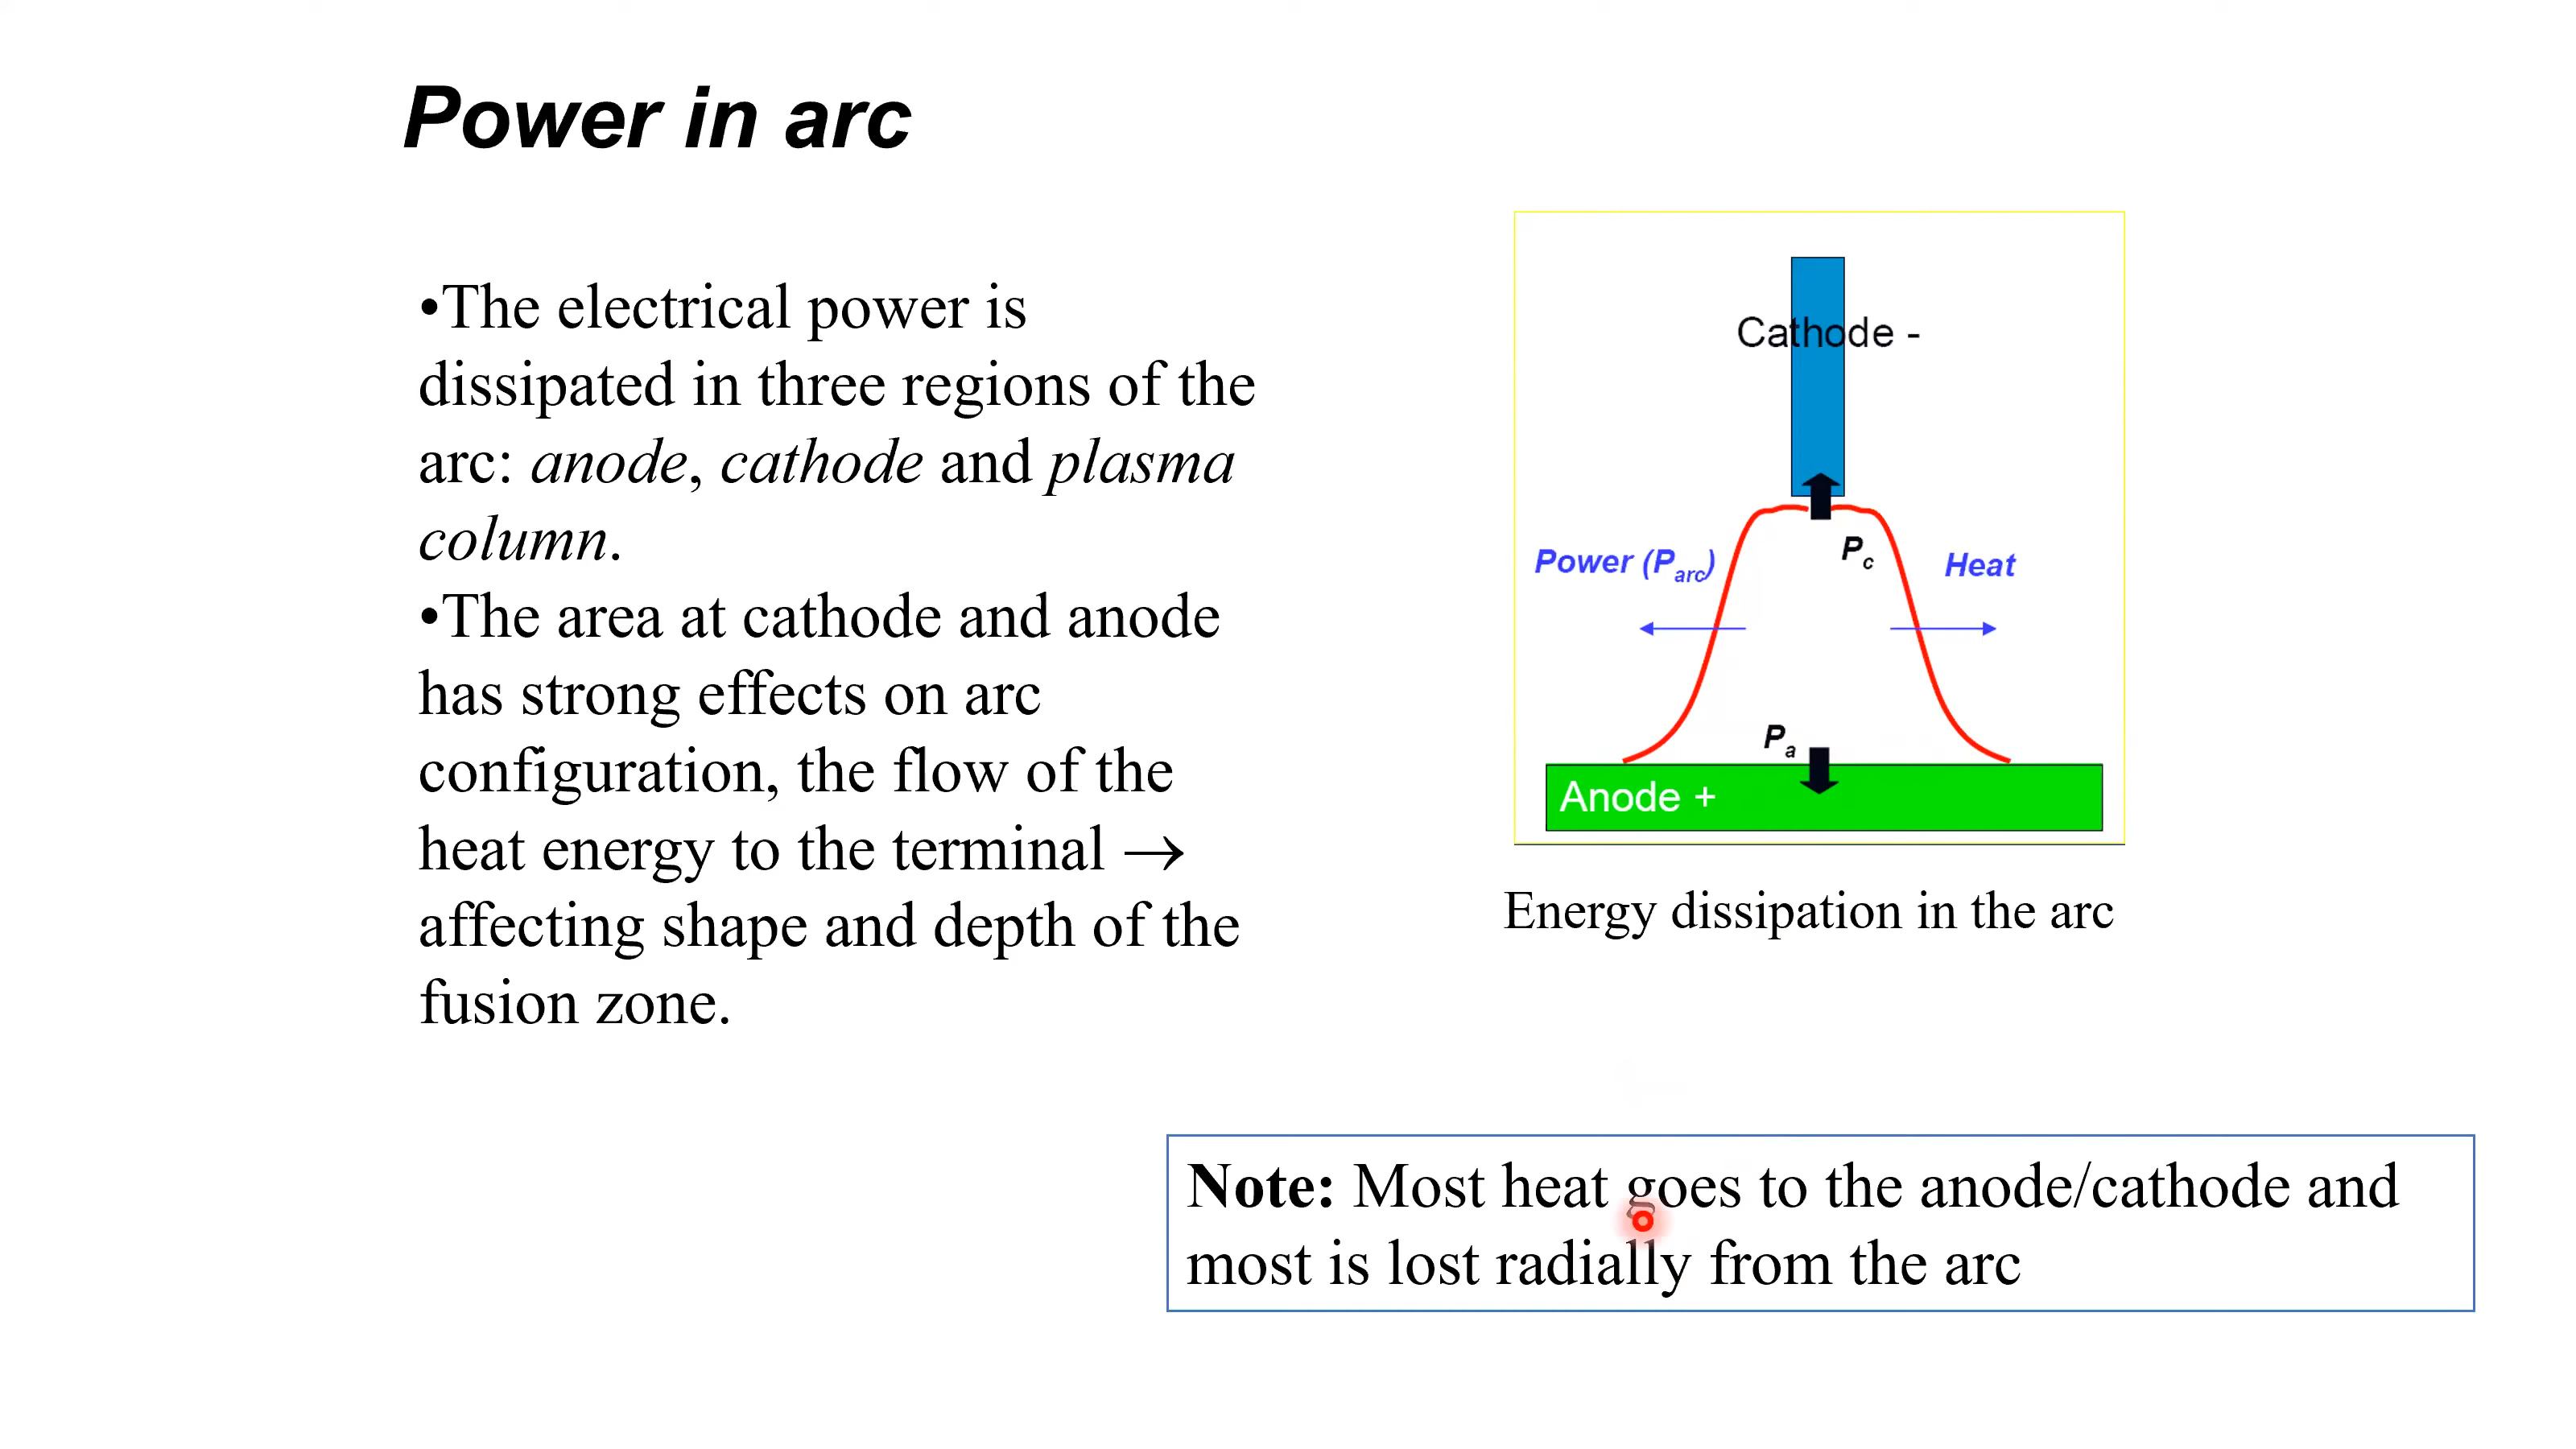 Power in arc
•The electrical power is
dissipated in three regions of the
arc: anode, cathode and plasma
column.
•The area at cathode and anode
has strong effects on arc
configuration, the flow of the
heat energy to the terminal →
affecting shape and depth of the
fusion zone.
Cathode -
Power (Parc)
Pc
Heat
Pa
Anode +
Energy dissipation in the arc
Note: Most heat goes to the anode/cathode and
most is lost radially from the arc